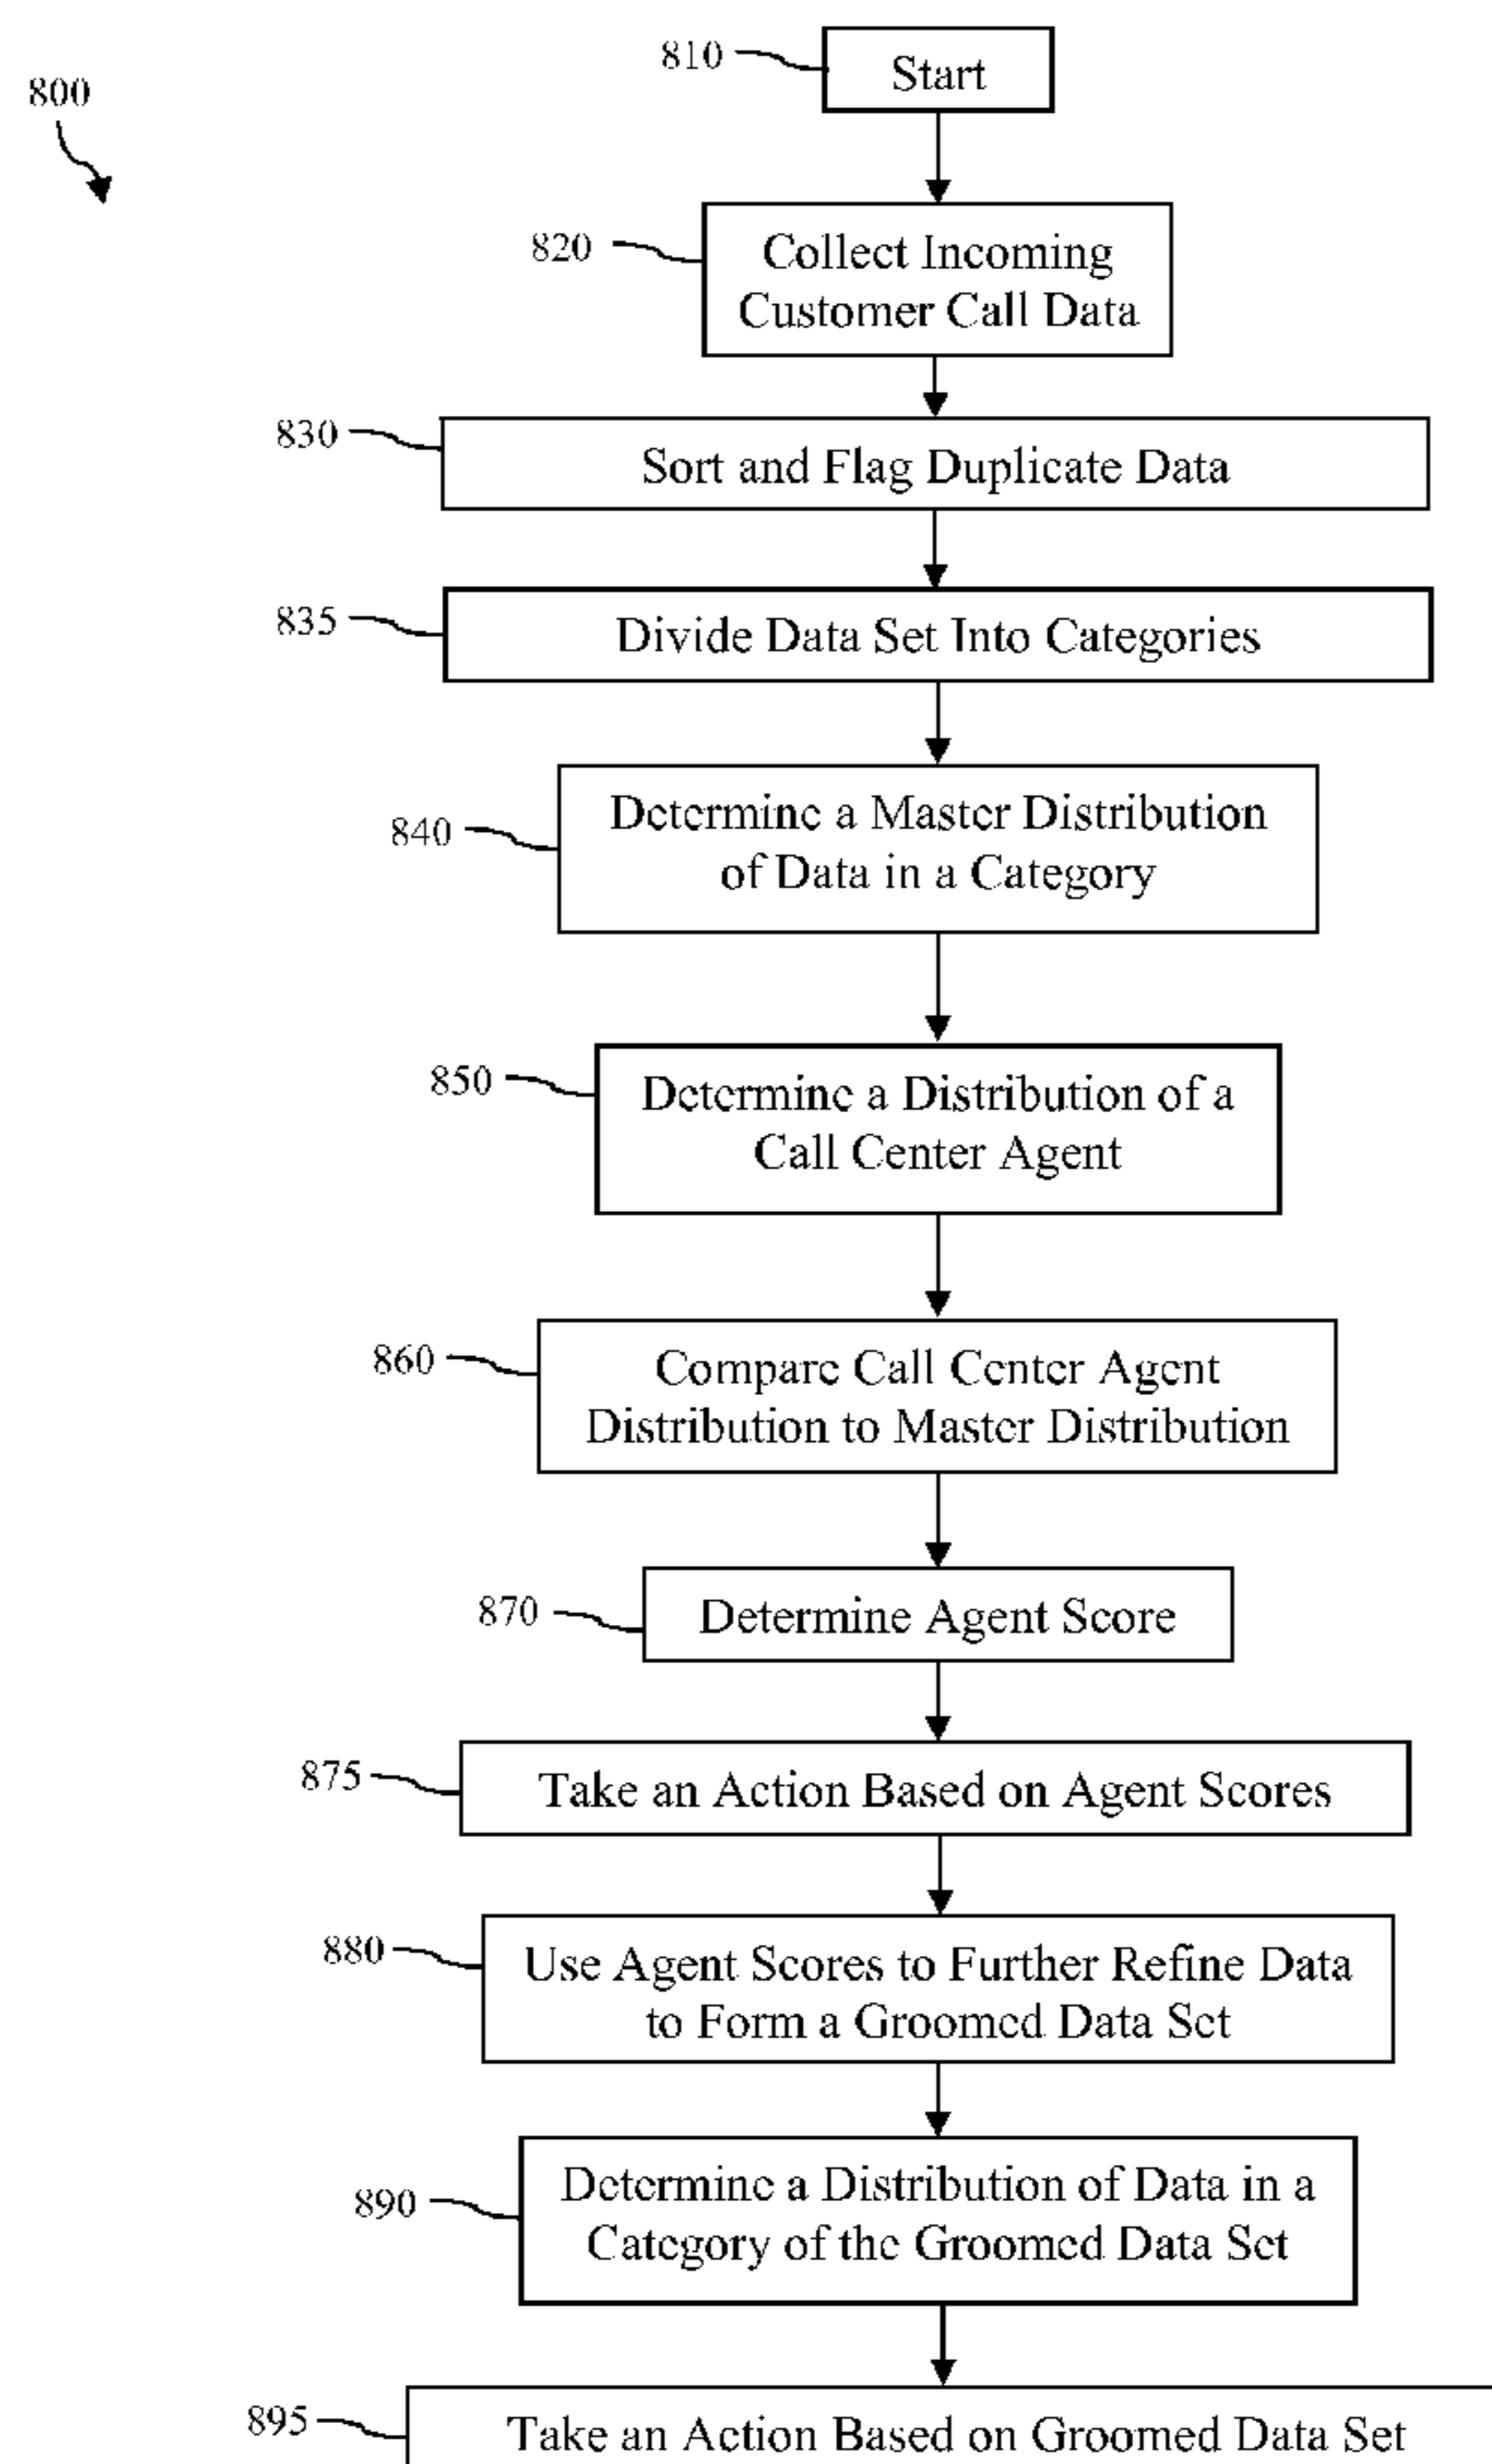 810
Start
800
820
Collect Incoming
Customer Call Data
830
Sort and Flag Duplicate Data
835
Divide Data Set Into Categories
840
Determine a Master Distribution
of Data in a Category
850
Determine a Distribution of a
Call Center Agent
860
Compare Call Center Agent
Distribution to Master Distribution
870
Determine Agent Score
875
Take an Action Based on Agent Scores
880
Use Agent Scores to Further Refine Data
to Form a Groomed Data Set
890
Determine a Distribution of Data in a
Category of the Groomed Data Set
895
Take an Action Based on Groomed Data Set